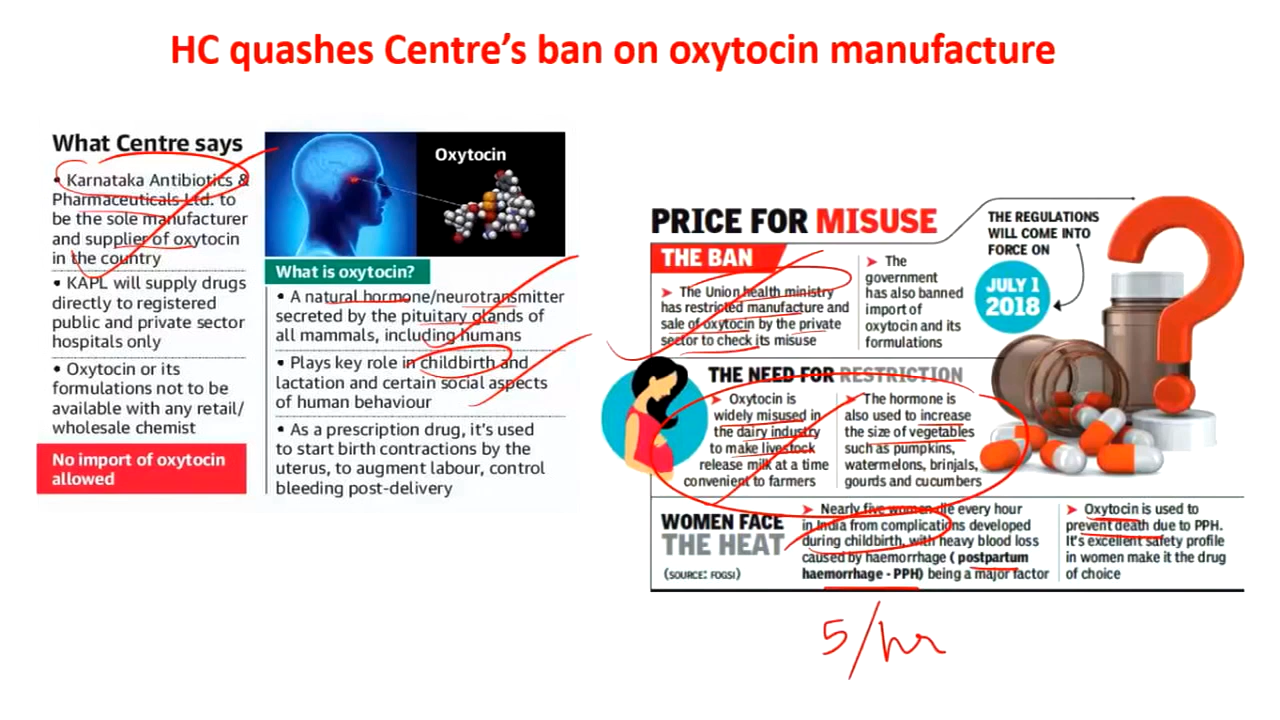 HC quashes Centre's ban on oxytocin manufacture
What Centre says
• Karnataka Antibiotics &
Pharmaceuticals Ltd. to
be the sole manufacturer
and supplier of oxytocin
in the country
• KAPL will supply drugs
directly to registered
public and private sector
hospitals only
• Oxytocin or its
formulations not to be
available with any retail/
wholesale chemist
No import of oxytocin
allowed
Oxytocin
What is oxytocin?
• A natural hormone/neurotransmitter
secreted by the pituitary glands of
all mammals, including humans
• Plays key role in childbirth and
lactation and certain social aspects
of human behaviour
• As a prescription drug, it's used
to start birth contractions by the
uterus, to augment labour, control
bleeding post-delivery
PRICE FOR MISUSE
THE BAN
➤ The Union health ministry
has restricted manufacture and
sale of oxytocin by the private
sector to check its misuse
➤ The
government
has also banned
import of
oxytocin and its
formulations
THE REGULATIONS
WILL COME INTO
FORCE ON
JULY 1
2018
THE NEED FOR RESTRICTION
➤ Oxytocin is
widely misused in
the dairy industry
to make livestock
release milk at a time
convenient to farmers
➤ The hormone is
also used to increase
the size of vegetables
such as pumpkins,
watermelons, brinjals,
gourds and cucumbers
WOMEN FACE
THE HEAT
(SOURCE: FOGSI)
➤ Nearly five women die every hour
in India from complications developed
during childbirth, with heavy blood loss
caused by haemorrhage ( postpartum
haemorrhage - PPH) being a major factor
➤ Oxytocin is used to
prevent death due to PPH.
It's excellent safety profile
in women make it the drug
of choice
5/hr